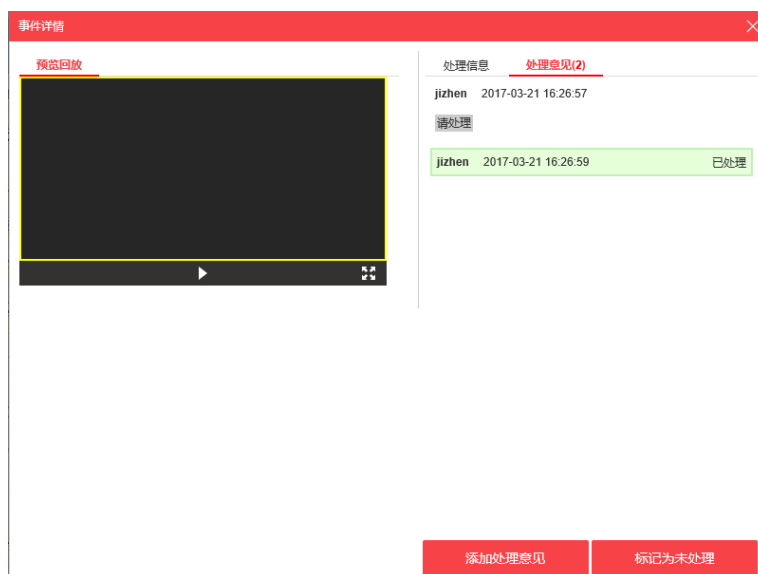 事件详情
预览回放
处理信息 处理意见(2)
jizhen 2017-03-21 16:26:57
请处理
jizhen 2017-03-21 16:26:59 已处理
添加处理意见 标记为未处理